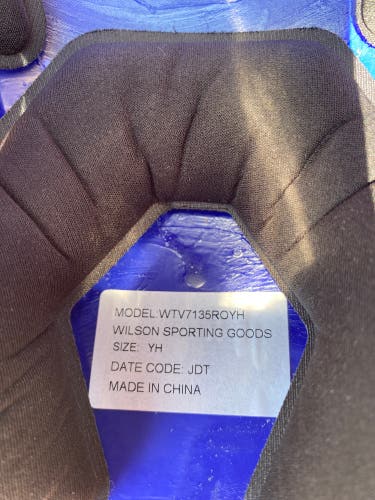 MODEL:WTV7135ROYH
WILSON SPORTING GOODS
SIZE: YH
DATE CODE: JDT
MADE IN CHINA